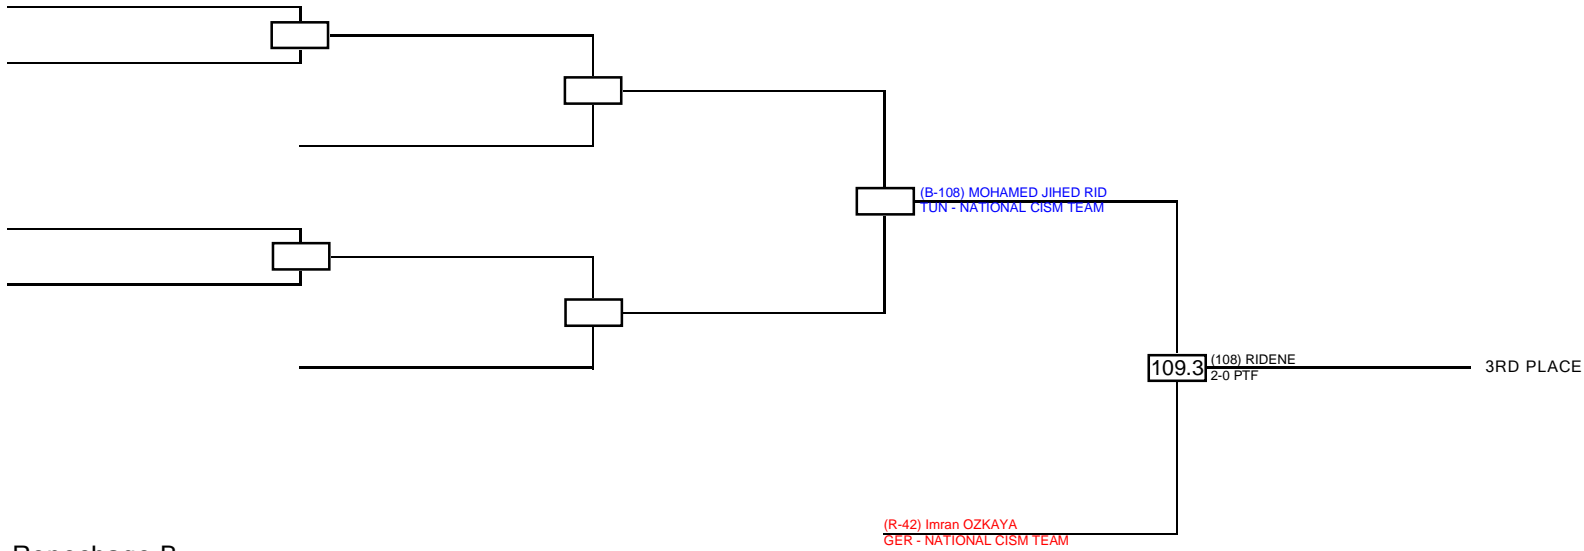 (B-108) MOHAMED JIHED RID
TUN - NATIONAL CISM TEAM
109.3
(108) RIDENE
2-0 PTF
3RD PLACE
(R-42) Imran OZKAYA
GER - NATIONAL CISM TEAM
Repechage B